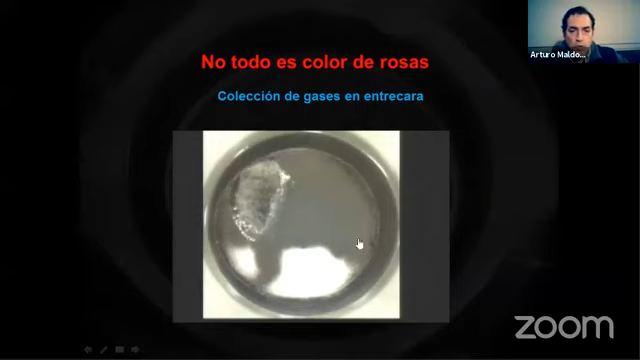 No todo es color de rosas
Colección de gases en entrecara
Arturo Maldo...
zoom